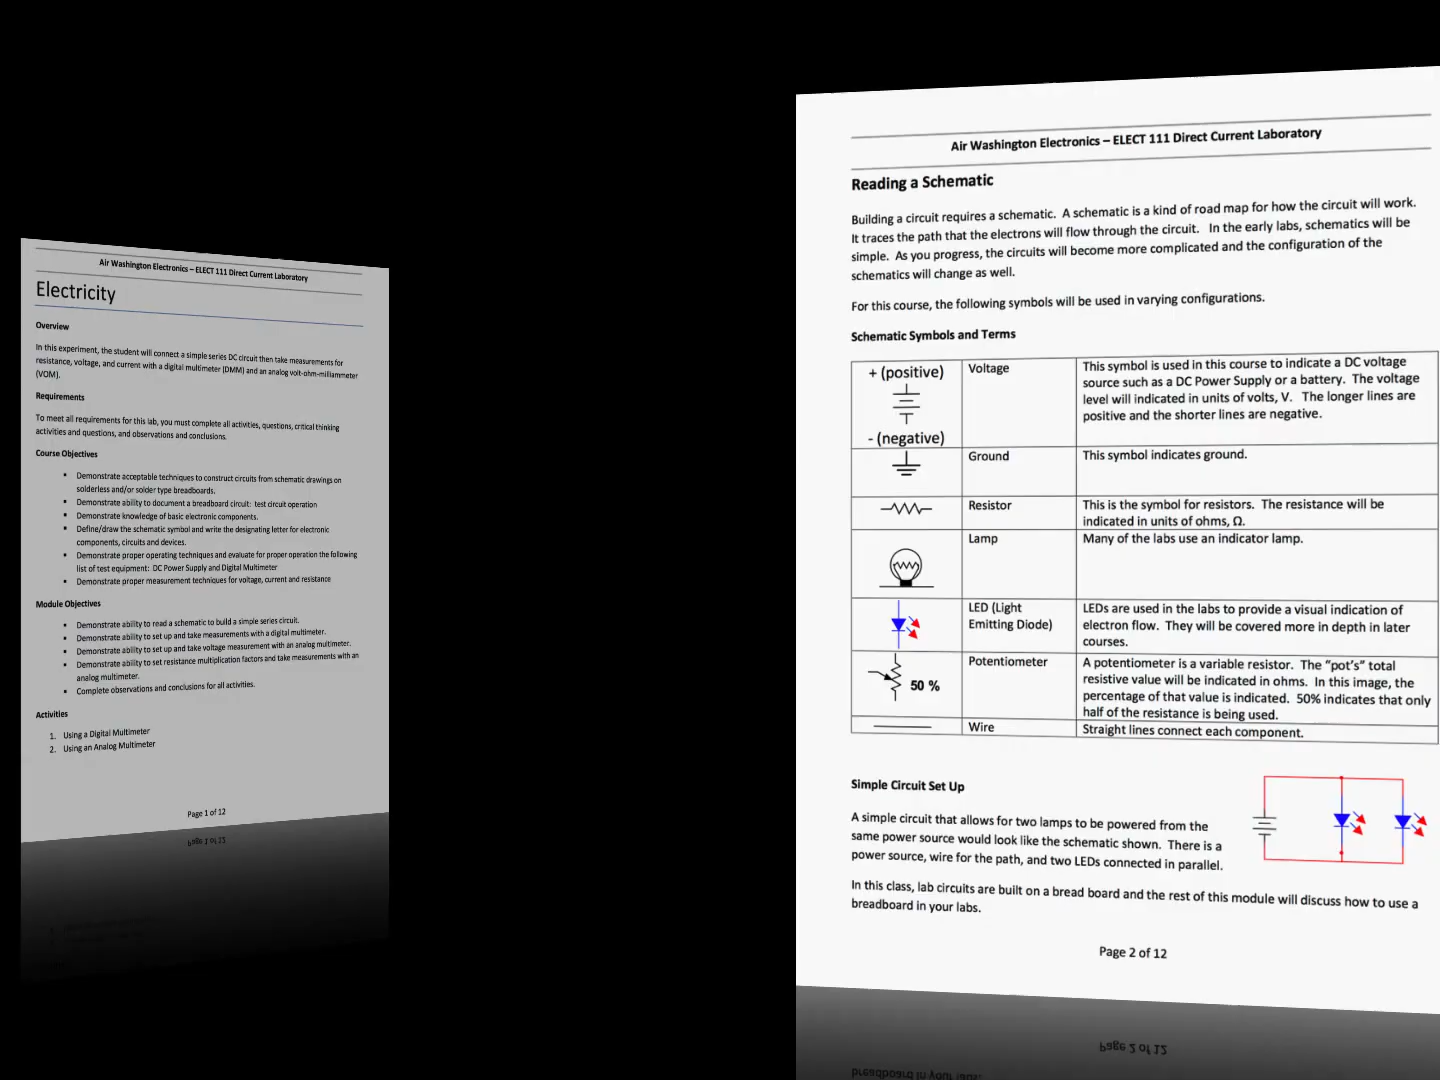 Air Washington Electronics – ELECT 111 Direct Current Laboratory
Electricity
Overview
In this experiment, the student will connect a simple series DC circuit then take measurements for
resistance, voltage, and current with a digital multimeter (DMM) and an analog volt-ohm-milliammeter
(VOM).
Requirements
To meet all requirements for this lab, you must complete all activities, questions, critical thinking
activities and questions, and observations and conclusions.
Course Objectives
▪ Demonstrate acceptable techniques to construct circuits from schematic drawings on
solderless and/or solder type breadboards.
▪ Demonstrate ability to document a breadboard circuit:  test circuit operation
▪ Demonstrate knowledge of basic electronic components.
▪ Define/draw the schematic symbol and write the designating letter for electronic
components, circuits and devices.
▪ Demonstrate proper operating techniques and evaluate for proper operation the following
list of test equipment:  DC Power Supply and Digital Multimeter
▪ Demonstrate proper measurement techniques for voltage, current and resistance
Module Objectives
▪ Demonstrate ability to read a schematic to build a simple series circuit.
▪ Demonstrate ability to set up and take measurements with a digital multimeter.
▪ Demonstrate ability to set up and take voltage measurement with an analog multimeter.
▪ Demonstrate ability to set resistance multiplication factors and take measurements with an
analog multimeter.
▪ Complete observations and conclusions for all activities.
Activities
1. Using a Digital Multimeter
2. Using an Analog Multimeter
Page 1 of 12
Air Washington Electronics – ELECT 111 Direct Current Laboratory
Reading a Schematic
Building a circuit requires a schematic.  A schematic is a kind of road map for how the circuit will work.
It traces the path that the electrons will flow through the circuit.   In the early labs, schematics will be
simple.  As you progress, the circuits will become more complicated and the configuration of the
schematics will change as well.
For this course, the following symbols will be used in varying configurations.
Schematic Symbols and Terms
+ (positive)
- (negative)
Voltage
This symbol is used in this course to indicate a DC voltage
source such as a DC Power Supply or a battery.  The voltage
level will indicated in units of volts, V.   The longer lines are
positive and the shorter lines are negative.
Ground
This symbol indicates ground.
Resistor
This is the symbol for resistors.  The resistance will be
indicated in units of ohms, Ω.
Lamp
Many of the labs use an indicator lamp.
LED (Light
Emitting Diode)
LEDs are used in the labs to provide a visual indication of
electron flow.  They will be covered more in depth in later
courses.
50 %
Potentiometer
A potentiometer is a variable resistor.  The “pot’s” total
resistive value will be indicated in ohms.  In this image, the
percentage of that value is indicated.  50% indicates that only
half of the resistance is being used.
Wire
Straight lines connect each component.
Simple Circuit Set Up
A simple circuit that allows for two lamps to be powered from the
same power source would look like the schematic shown.  There is a
power source, wire for the path, and two LEDs connected in parallel.
In this class, lab circuits are built on a bread board and the rest of this module will discuss how to use a
breadboard in your labs.
Page 2 of 12